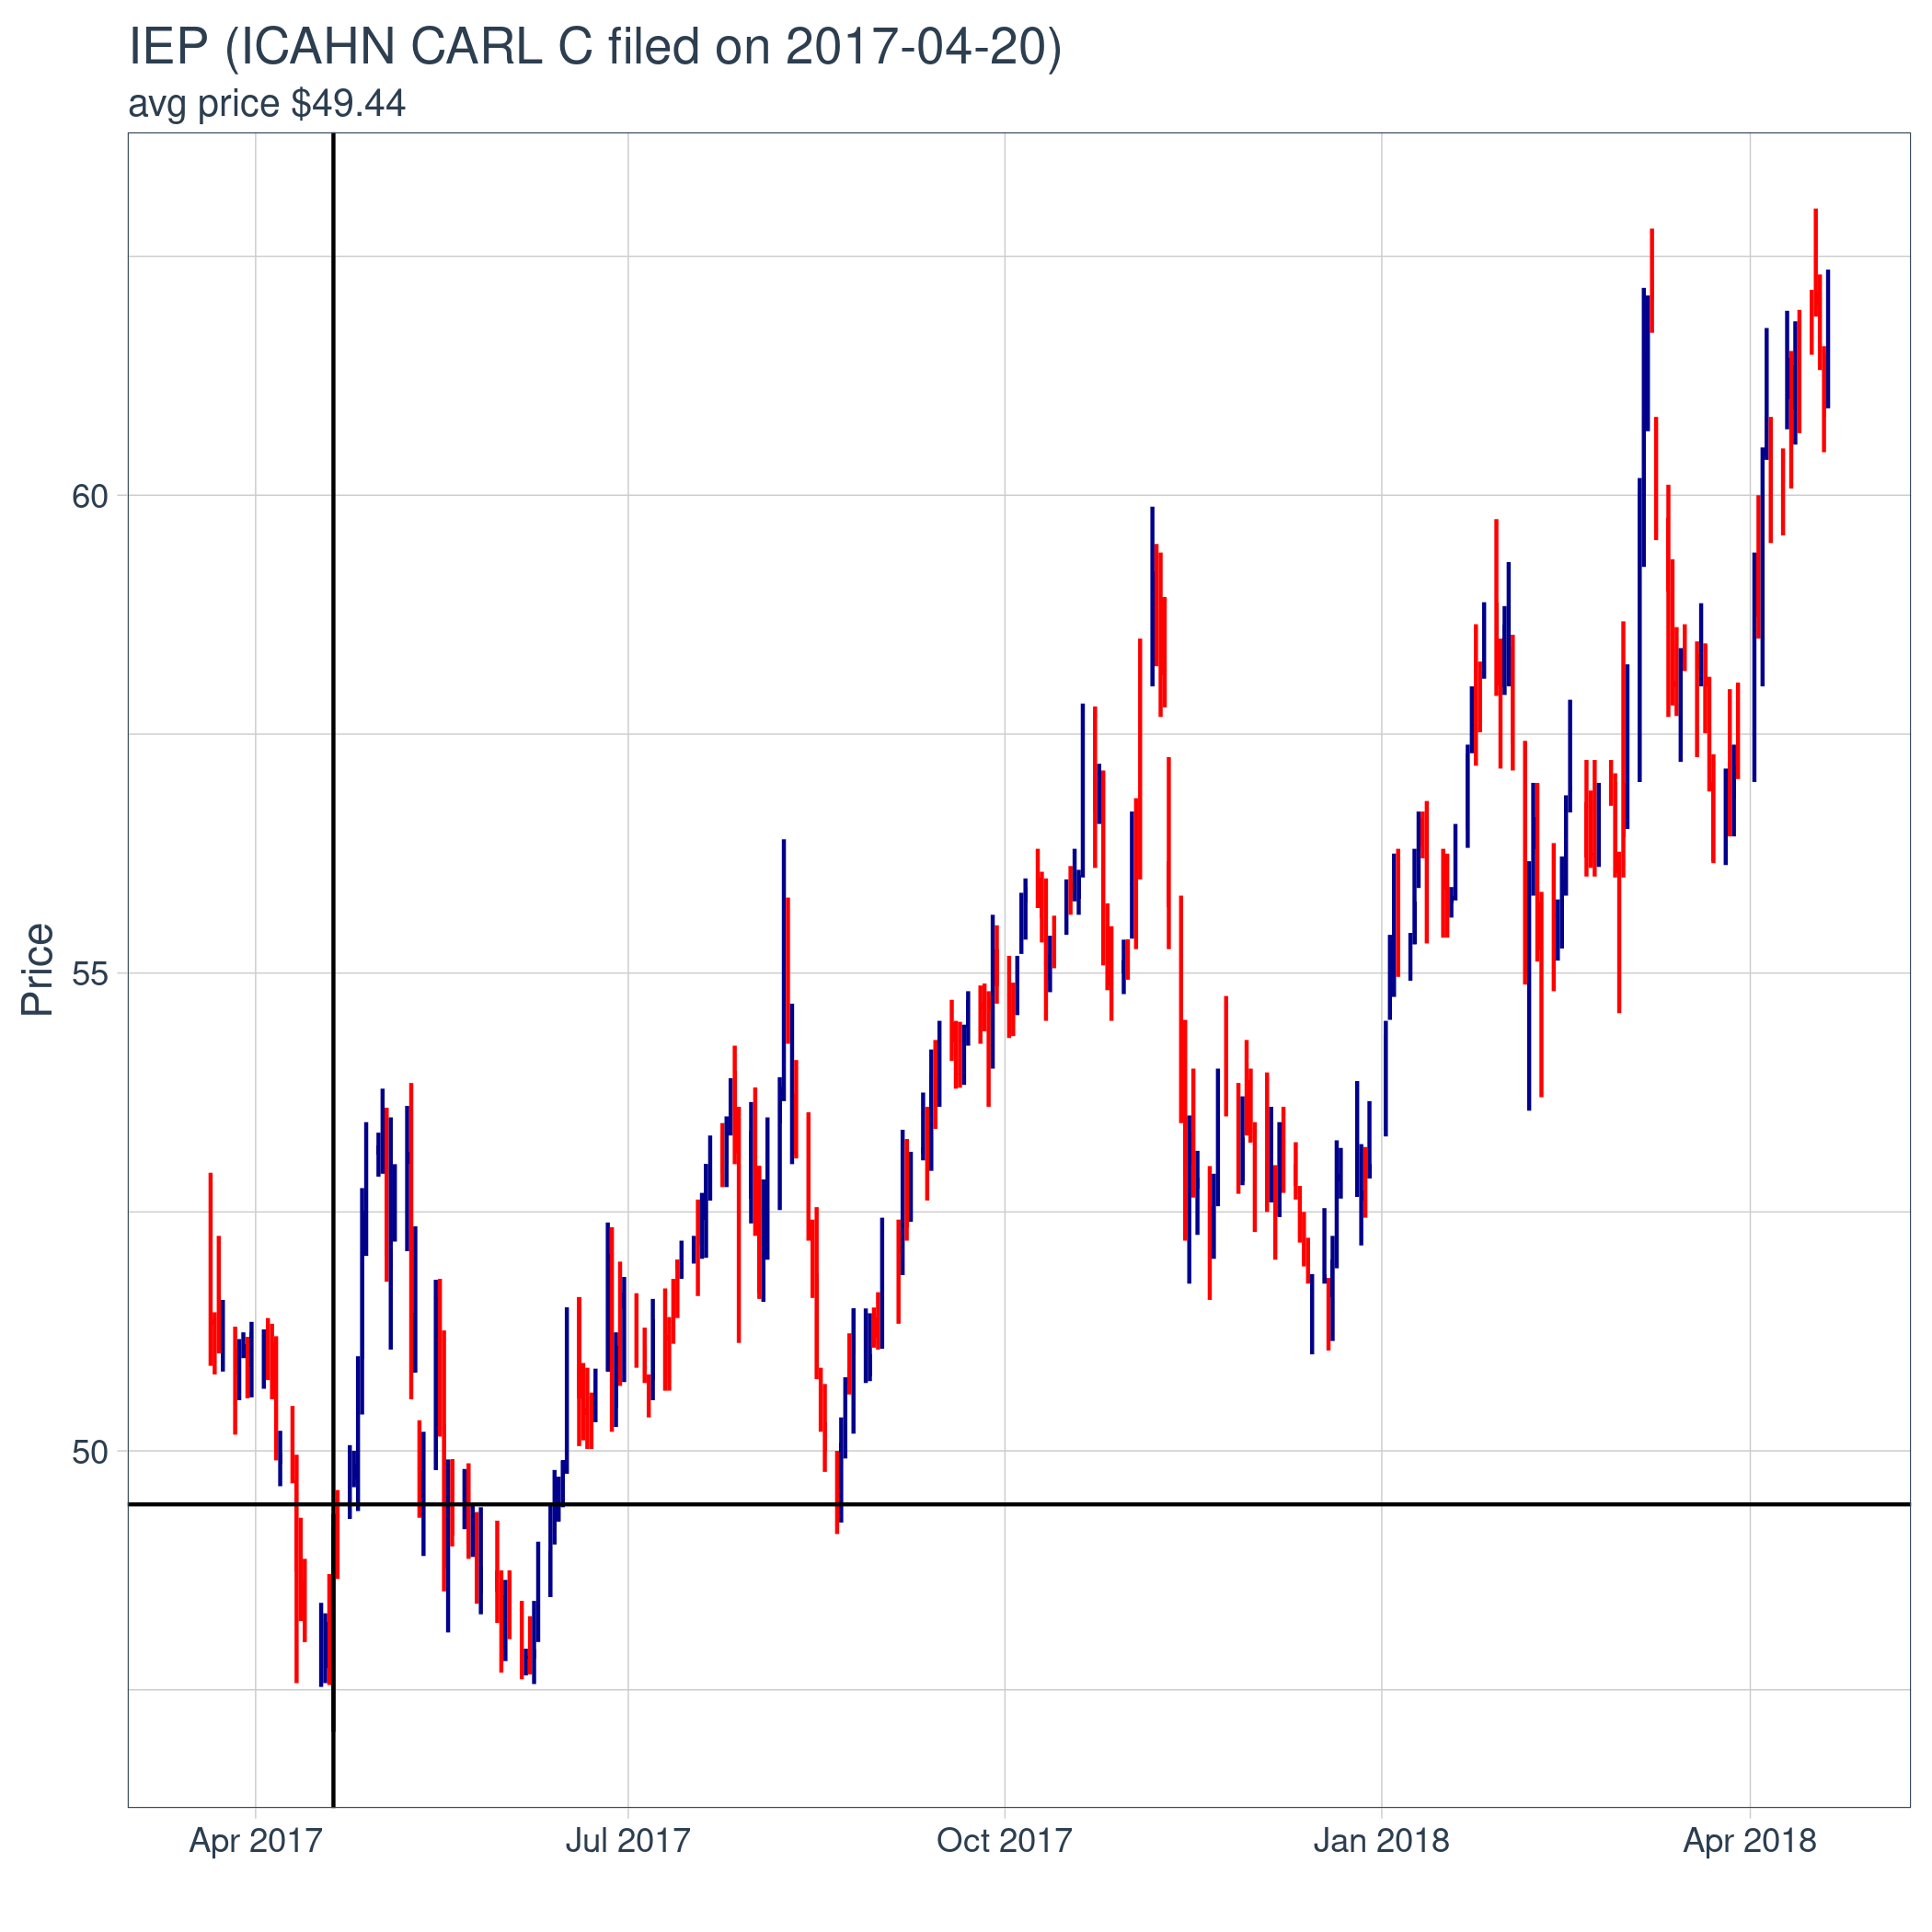 IEP (ICAHN CARL C filed on 2017-04-20)
avg price $49.44
Price
60
55
50
Apr 2017
Jul 2017
Oct 2017
Jan 2018
Apr 2018